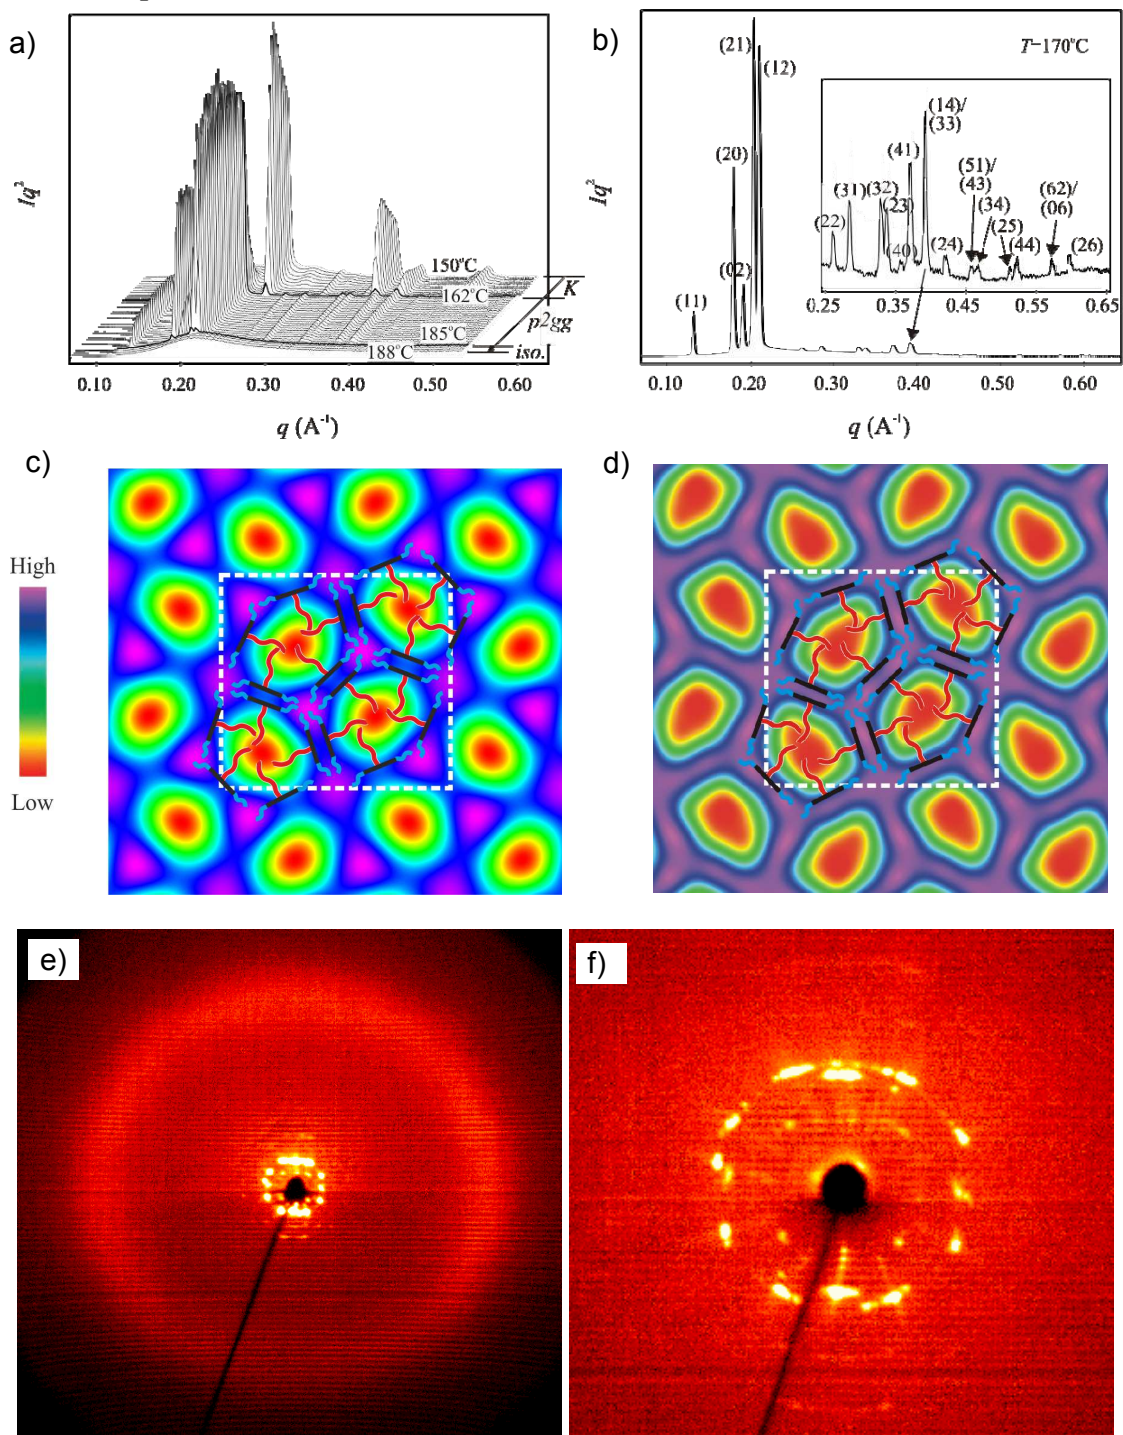 a)
Iq²
150°C
162°C
185°C
188°C
K
p2gg
iso.
0.10 0.20 0.30 0.40 0.50 0.60
q (A⁻¹)
b)
T=170°C
Iq²
(21)
(12)
(20)
(02)
(11)
(22)
(31)
(32)
(23)
(40)
(41)
(14)/
(33)
(24)
(51)/
(43)
(34)
(25)
(44)
(62)/
(06)
(26)
0.25 0.35 0.45 0.55 0.65
0.10 0.20 0.30 0.40 0.50 0.60
q (A⁻¹)
c)
High
Low
d)
e)
f)